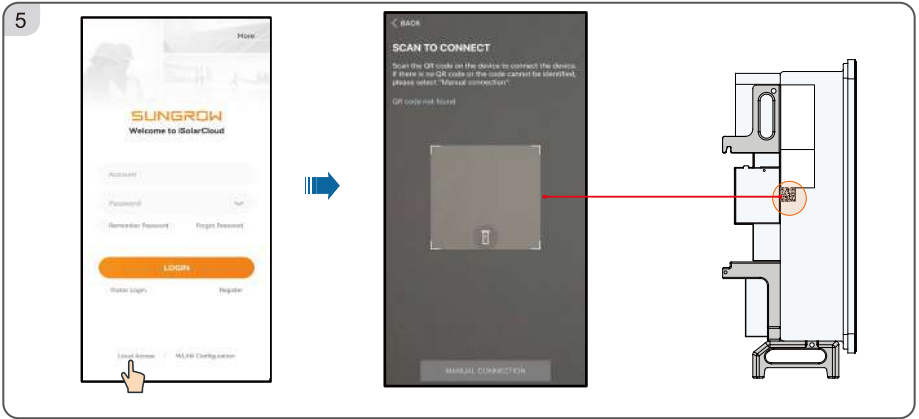 5
More
SUNGROW
Welcome to iSolarCloud
Account
Password
Remember Password Forgot Password
LOGIN
Visitor Login Register
Local Access WLAN Configuration
< BACK
SCAN TO CONNECT
Scan the QR code on the device to connect the device.
If there is no QR code or the code cannot be identified,
please select "Manual connection".
QR code not found
MANUAL CONNECTION